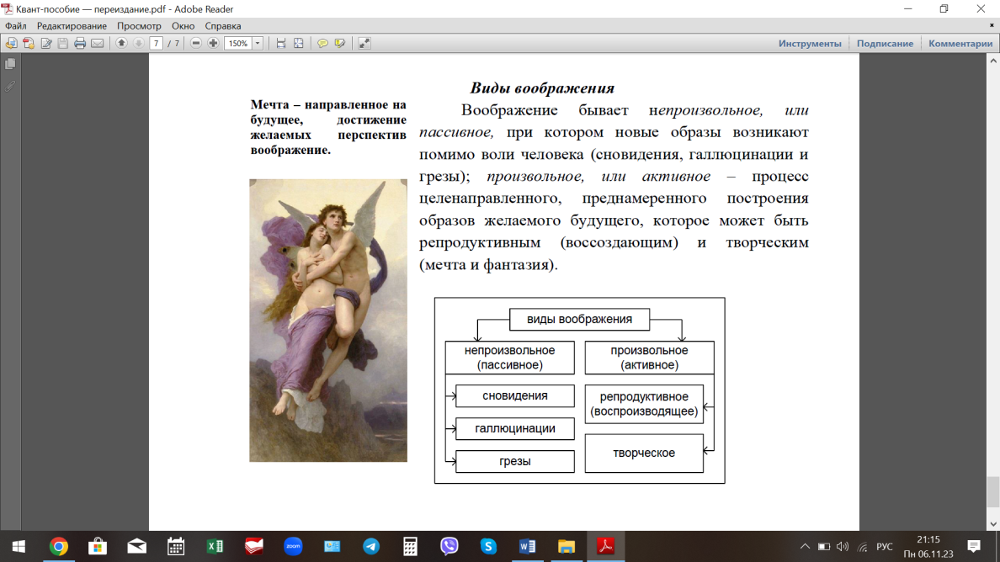 Квант-пособие — переиздание.pdf - Adobe Reader
Файл Редактирование Просмотр Окно Справка
7 / 7 150% Инструменты Подписание Комментарии
Виды воображения
Мечта – направленное на
будущее, достижение
желаемых перспектив
воображение.
Воображение бывает непроизвольное, или
пассивное, при котором новые образы возникают
помимо воли человека (сновидения, галлюцинации и
грезы); произвольное, или активное – процесс
целенаправленного, преднамеренного построения
образов желаемого будущего, которое может быть
репродуктивным (воссоздающим) и творческим
(мечта и фантазия).
виды воображения
непроизвольное
(пассивное)
произвольное
(активное)
сновидения
репродуктивное
(воспроизводящее)
галлюцинации
творческое
грезы
zoom
РУС
21:15
Пн 06.11.23